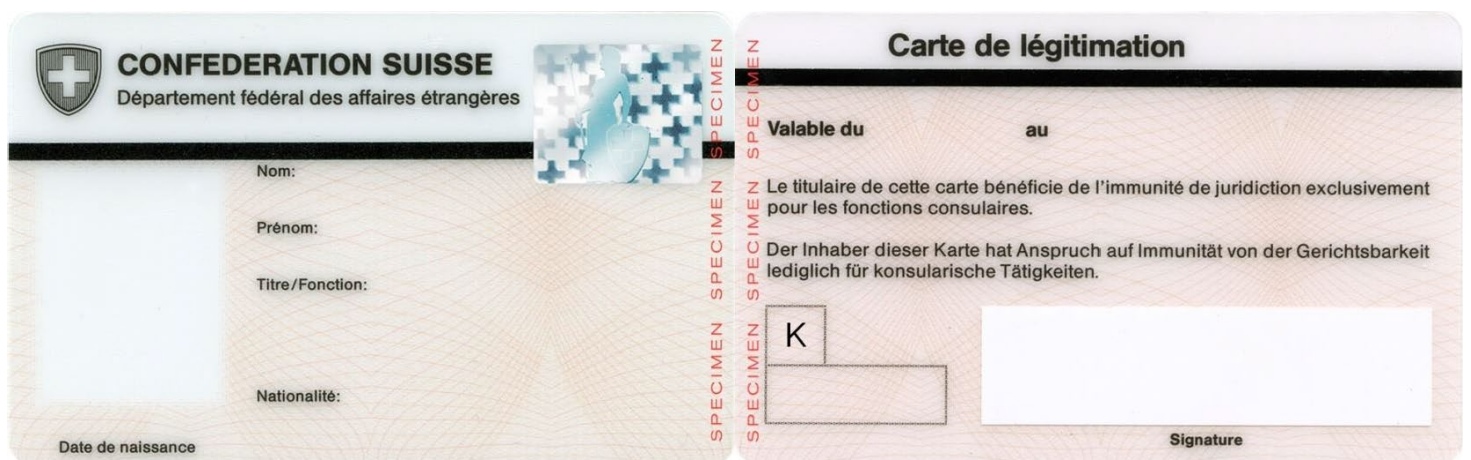 CONFEDERATION SUISSE
Département fédéral des affaires étrangères
Nom:
Prénom:
Titre/Fonction:
Nationalité:
Date de naissance
SPECIMEN SPECIMEN SPECIMEN
SPECIMEN SPECIMEN SPECIMEN
Carte de légitimation
Valable du au
Le titulaire de cette carte bénéficie de l'immunité de juridiction exclusivement
pour les fonctions consulaires.
Der Inhaber dieser Karte hat Anspruch auf Immunität von der Gerichtsbarkeit
lediglich für konsularische Tätigkeiten.
K
Signature